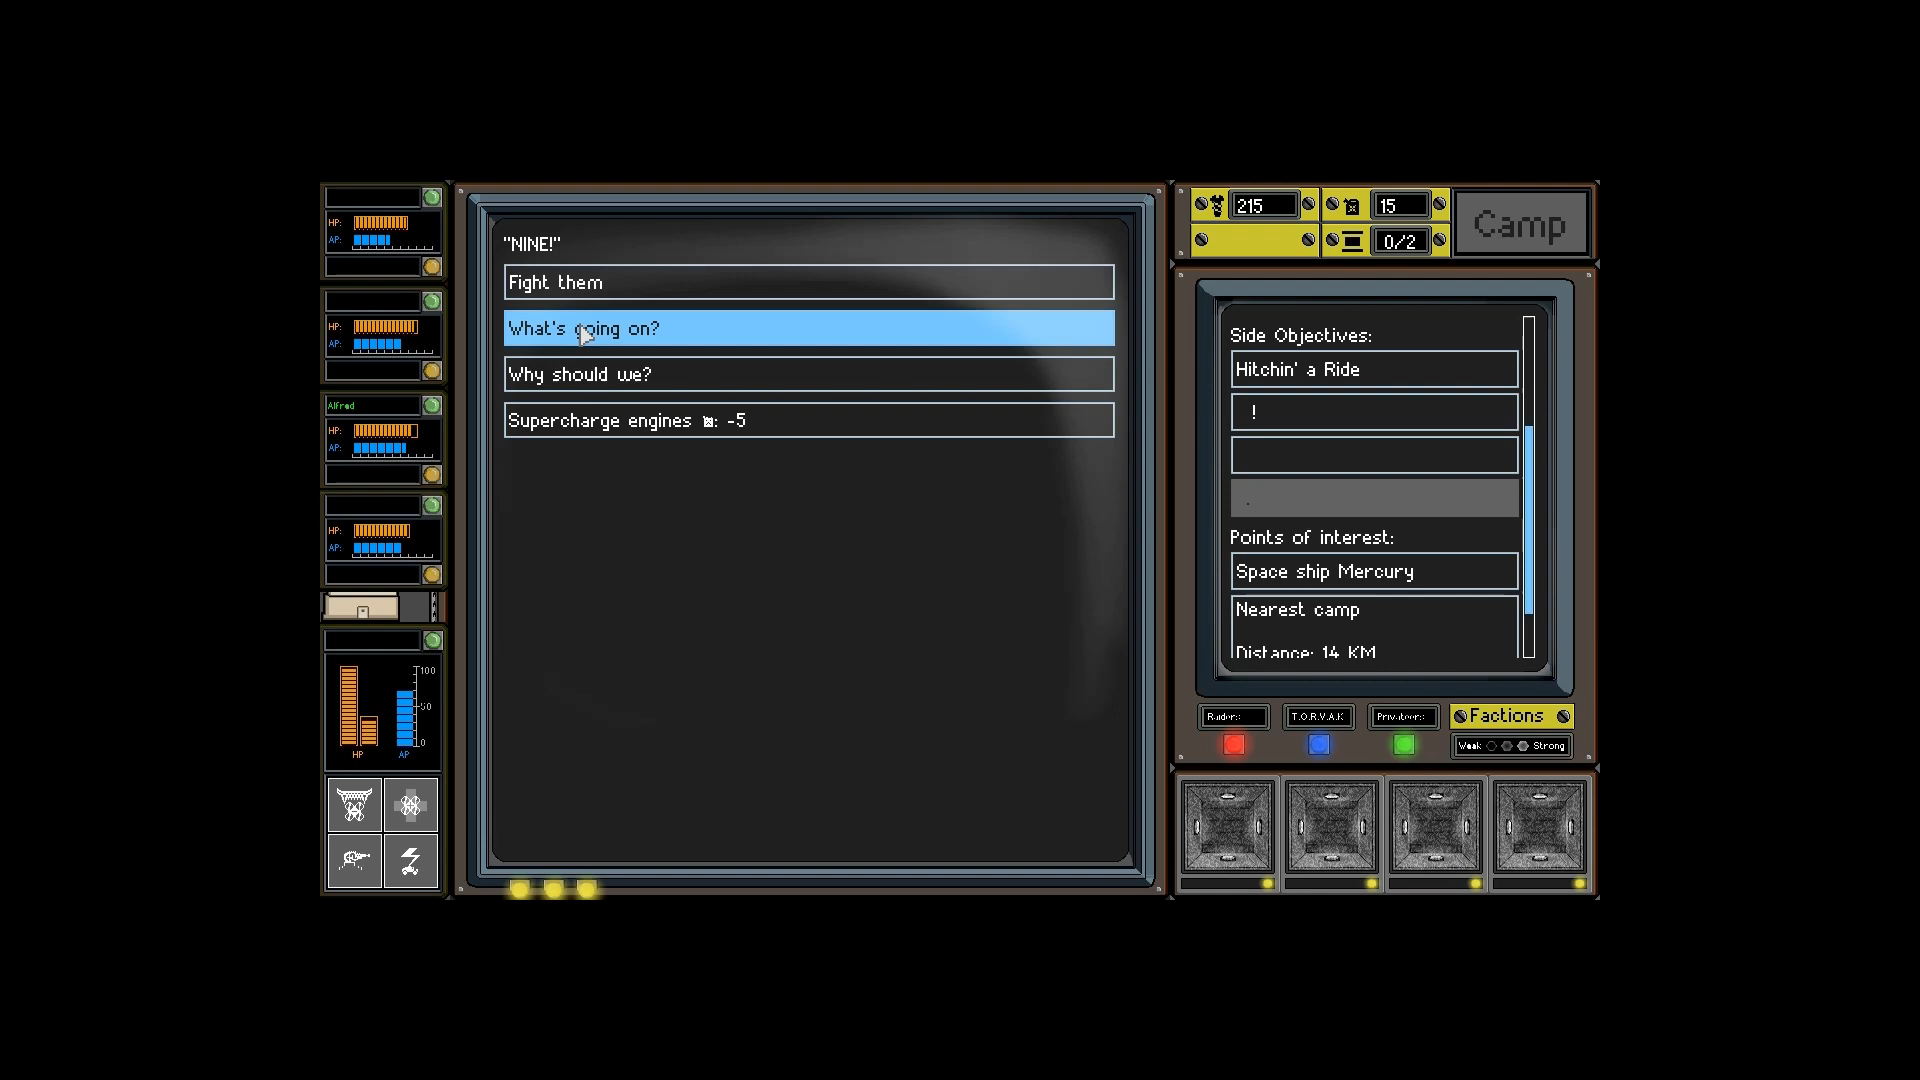 "NINE!"
Fight them
What's going on?
Why should we?
Supercharge engines : -5
HP:
AP:
HP:
AP:
Alfred
HP:
AP:
HP:
AP:
100
50
0
HP AP
215 15
0/2
Camp
Side Objectives:
Hitchin' a Ride
!
.
Points of interest:
Space ship Mercury
Nearest camp
Distance: 14 KM
Raiders: T.O.R.V.A.K Privateers: Factions
Weak Strong